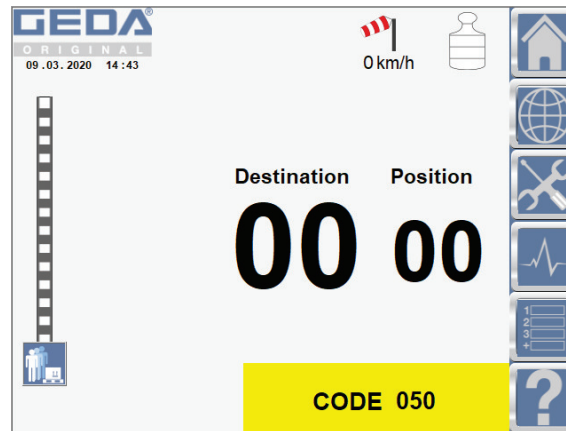 GEDA®
ORIGINAL
09.03.2020 14:43
0 km/h
Destination Position
00 00
1
2
3
+
CODE 050
?